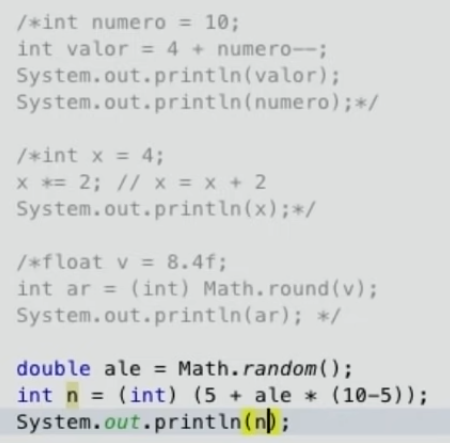 /*int numero = 10;
int valor = 4 + numero--;
System.out.println(valor);
System.out.println(numero);*/
/*int x = 4;
x *= 2; // x = x + 2
System.out.println(x);*/
/*float v = 8.4f;
int ar = (int) Math.round(v);
System.out.println(ar); */
double ale = Math.random();
int n = (int) (5 + ale * (10-5));
System.out.println(n);